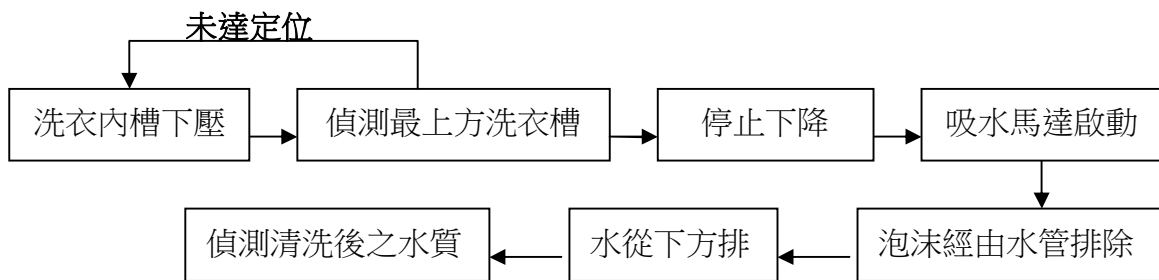 未達定位
洗衣內槽下壓
偵測最上方洗衣槽
停止下降
吸水馬達啟動
泡沫經由水管排除
水從下方排
偵測清洗後之水質